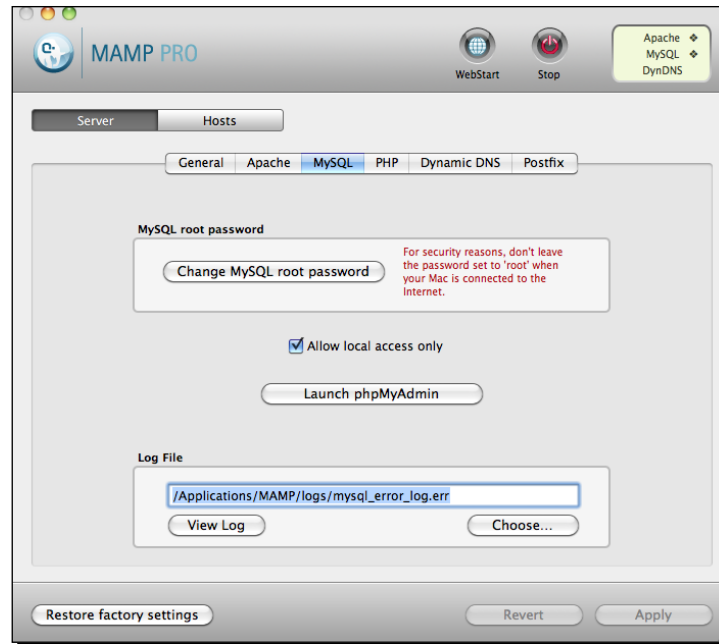 MAMP PRO
WebStart
Stop
Apache
MySQL
DynDNS
Server
Hosts
General
Apache
MySQL
PHP
Dynamic DNS
Postfix
MySQL root password
Change MySQL root password
For security reasons, don't leave
the password set to 'root' when
your Mac is connected to the
Internet.
Allow local access only
Launch phpMyAdmin
Log File
/Applications/MAMP/logs/mysql_error_log.err
View Log
Choose...
Restore factory settings
Revert
Apply